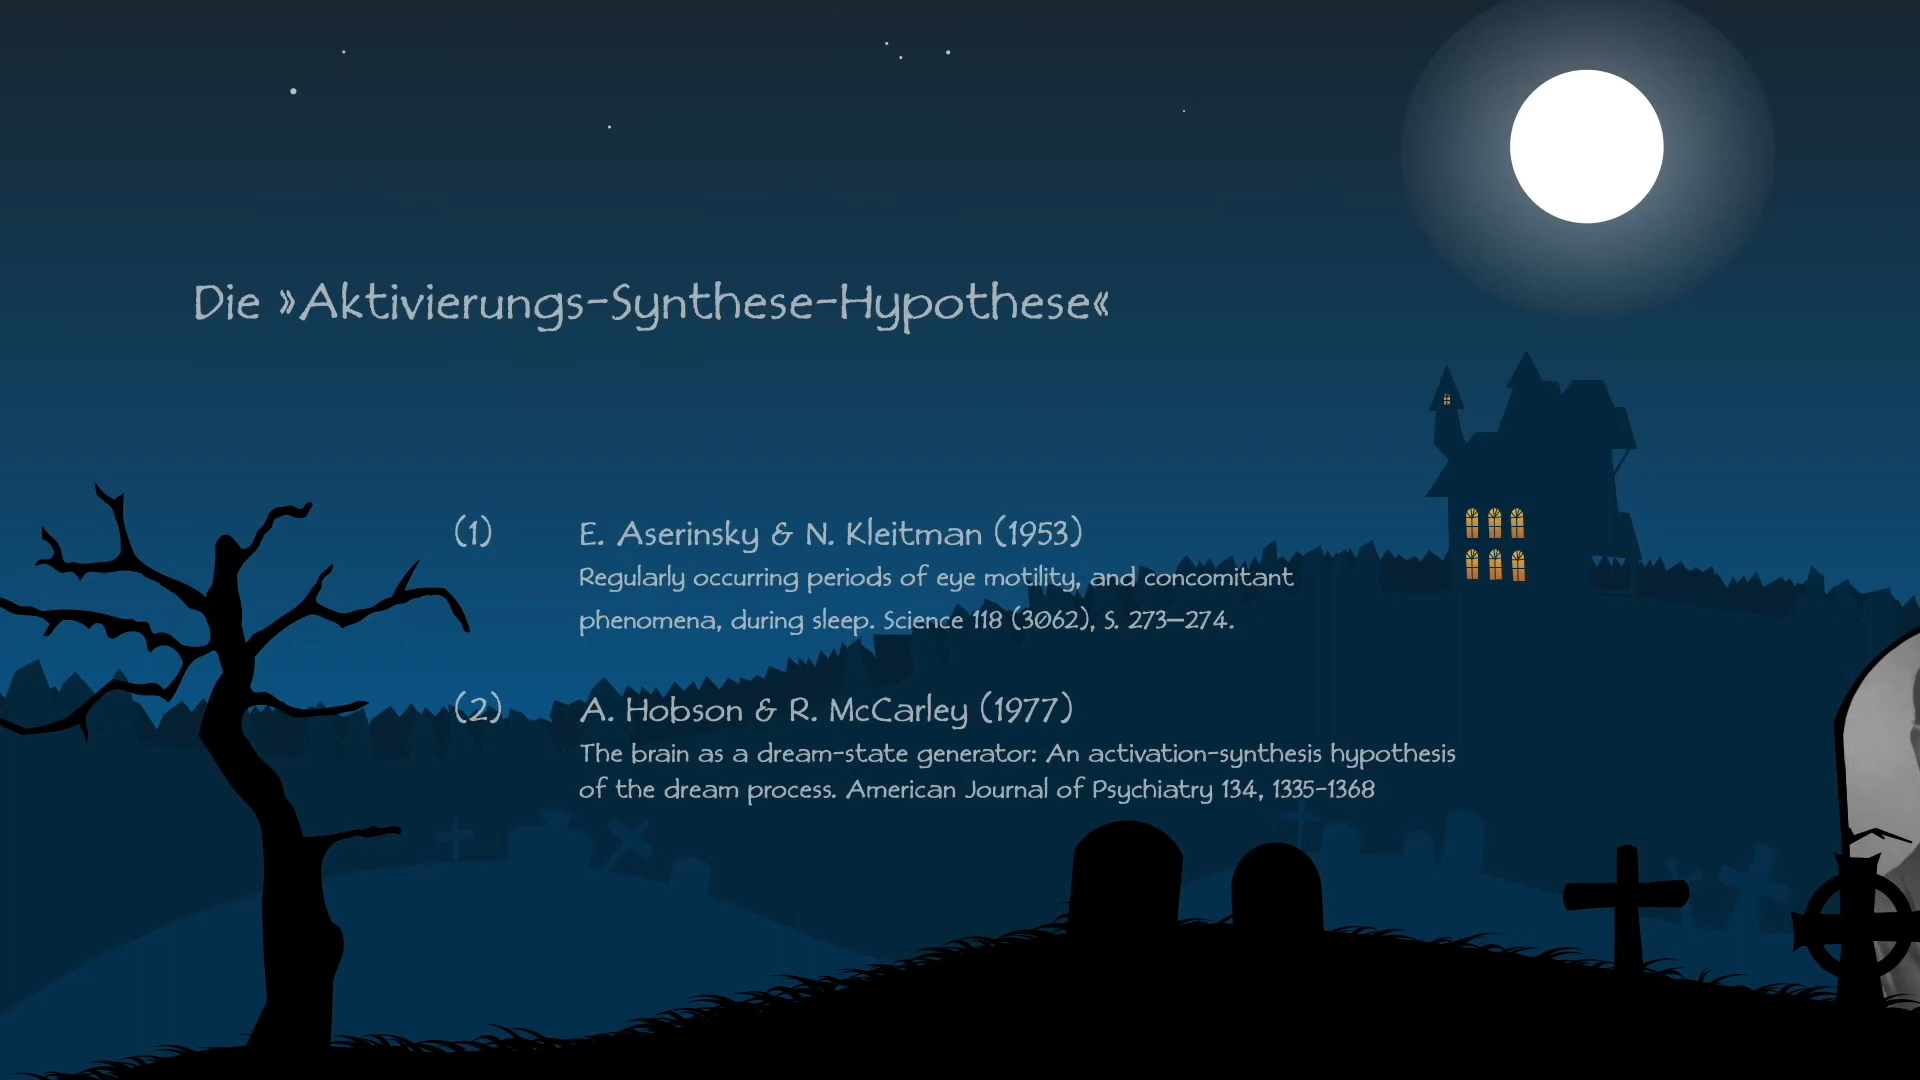 Die »Aktivierungs-Synthese-Hypothese«
(1) E. Aserinsky & N. Kleitman (1953)
Regularly occurring periods of eye motility, and concomitant
phenomena, during sleep. Science 118 (3062), S. 273–274.
(2) A. Hobson & R. McCarley (1977)
The brain as a dream-state generator: An activation-synthesis hypothesis
of the dream process. American Journal of Psychiatry 134, 1335-1368